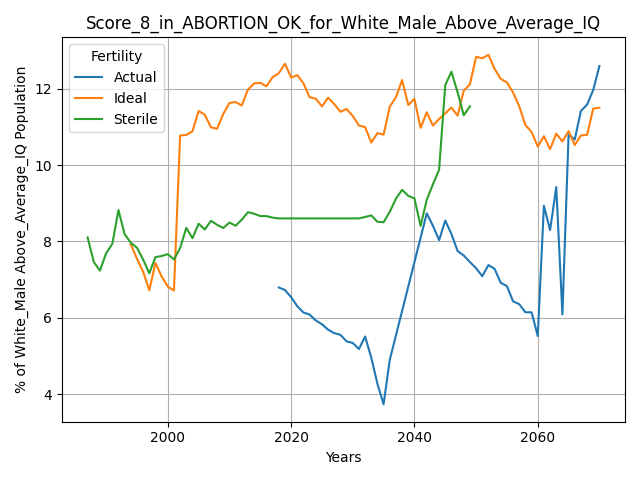 Score_8_in_ABORTION_OK_for_White_Male_Above_Average_IQ
% of White_Male Above_Average_IQ Population
Fertility
Actual
Ideal
Sterile
12
10
8
6
4
2000
2020
2040
2060
Years